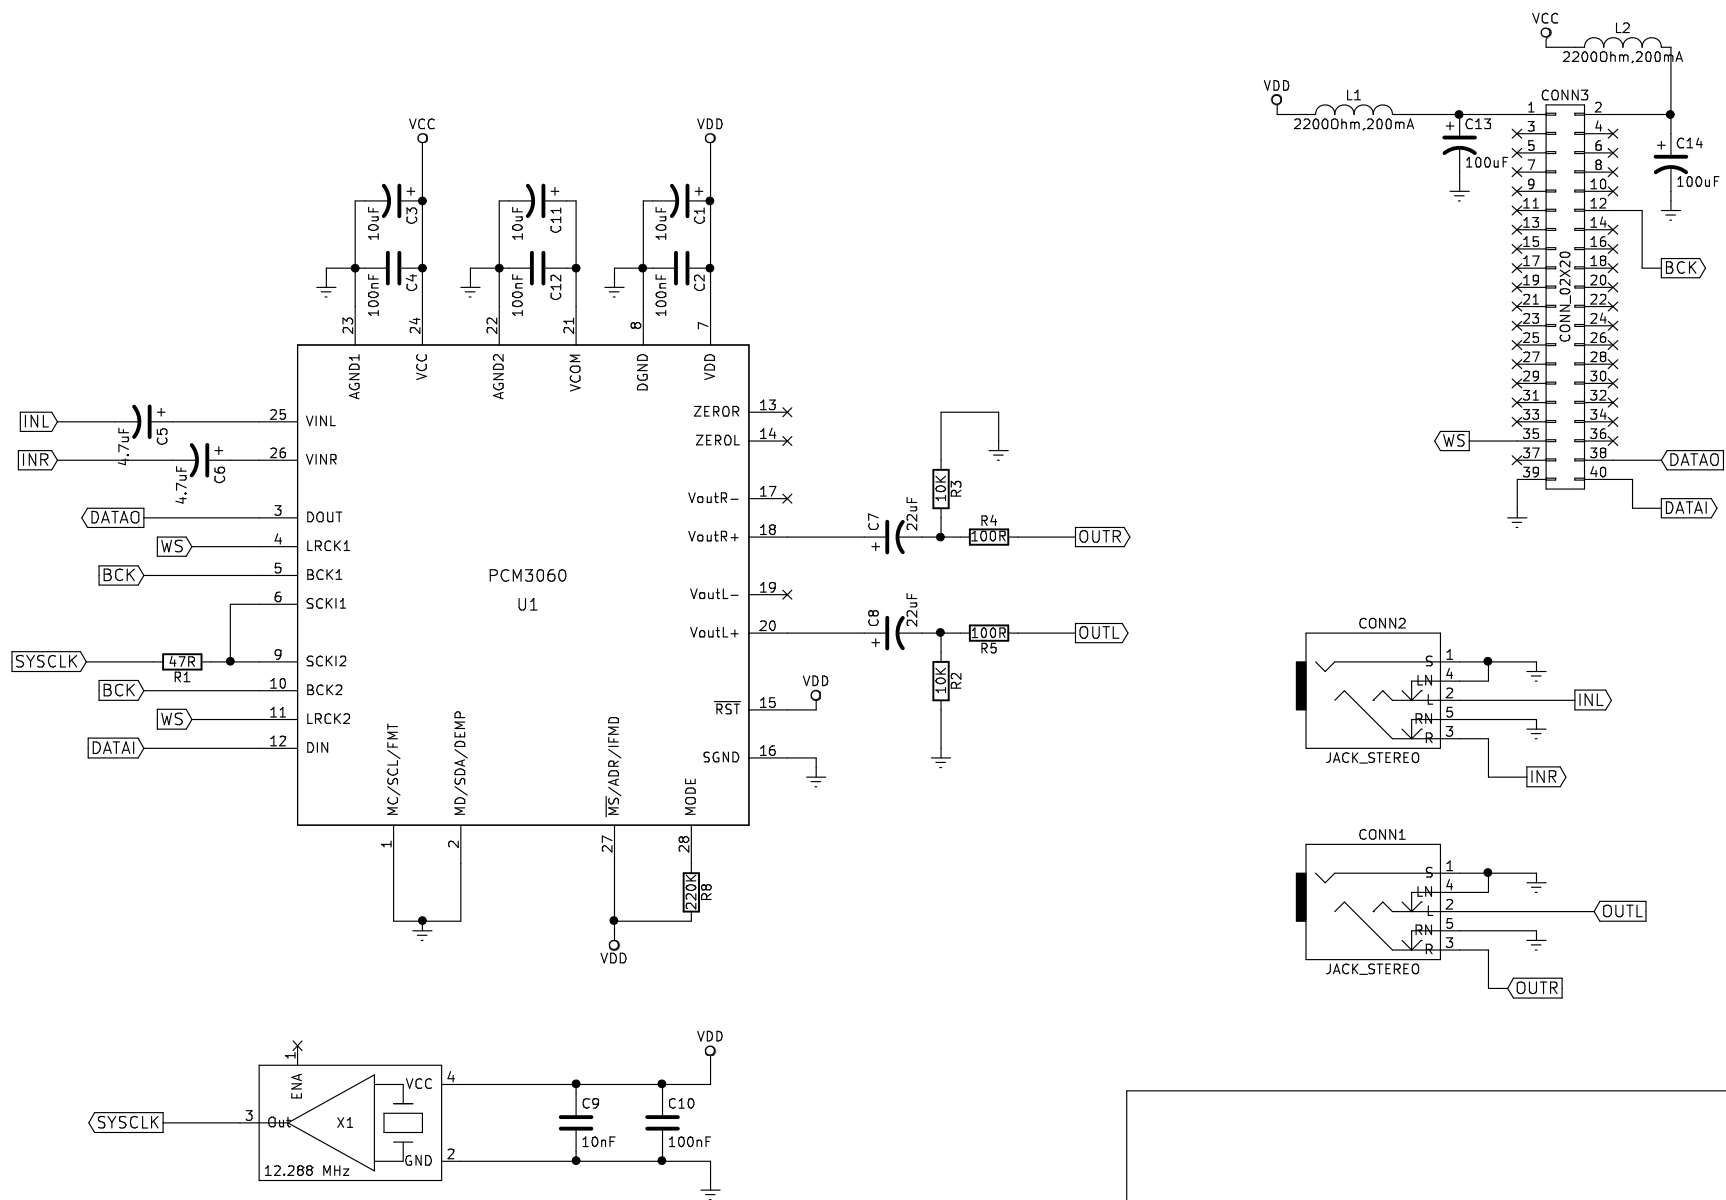 VCC
L2
2200Ohm,200mA
VDD
L1
2200Ohm,200mA
CONN3
1 2
3 4
5 6
7 8
9 10
11 12
13 14
15 16
17 18
19 20
21 22
23 24
25 26
27 28
29 30
31 32
33 34
35 36
37 38
39 40
CONN_02X20
C13
100uF
C14
100uF
BCK
WS
DATAO
DATAI
VCC
VDD
10uF
+
C3
10uF
+
C11
10uF
+
C1
100nF
C4
100nF
C12
100nF
C2
23
24
22
21
8
7
AGND1
VCC
AGND2
VCOM
DGND
VDD
INL
4.7uF
+
C5
25
VINL
INR
4.7uF
+
C6
26
VINR
DATAO
3
DOUT
WS
4
LRCK1
BCK
5
BCK1
6
SCKI1
SYSCLK
47R
R1
9
SCKI2
BCK
10
BCK2
WS
11
LRCK2
DATAI
12
DIN
PCM3060
U1
ZEROR
13
ZEROL
14
VoutR-
17
VoutR+
18
VoutL-
19
VoutL+
20
RST
15
VDD
SGND
16
C7
+
22uF
10K
R3
R4
100R
OUTR
C8
+
22uF
100R
R5
10K
R2
OUTL
MC/SCL/FMT
MD/SDA/DEMP
MS/ADR/IFMD
MODE
1
2
27
28
220K
R8
VDD
CONN2
S 1
LN 4
L 2
RN 5
R 3
JACK_STEREO
INL
INR
CONN1
S 1
LN 4
L 2
RN 5
R 3
JACK_STEREO
OUTL
OUTR
VDD
1
ENA
VCC
4
SYSCLK
3
Out
X1
GND
2
12.288 MHz
C9
10nF
C10
100nF